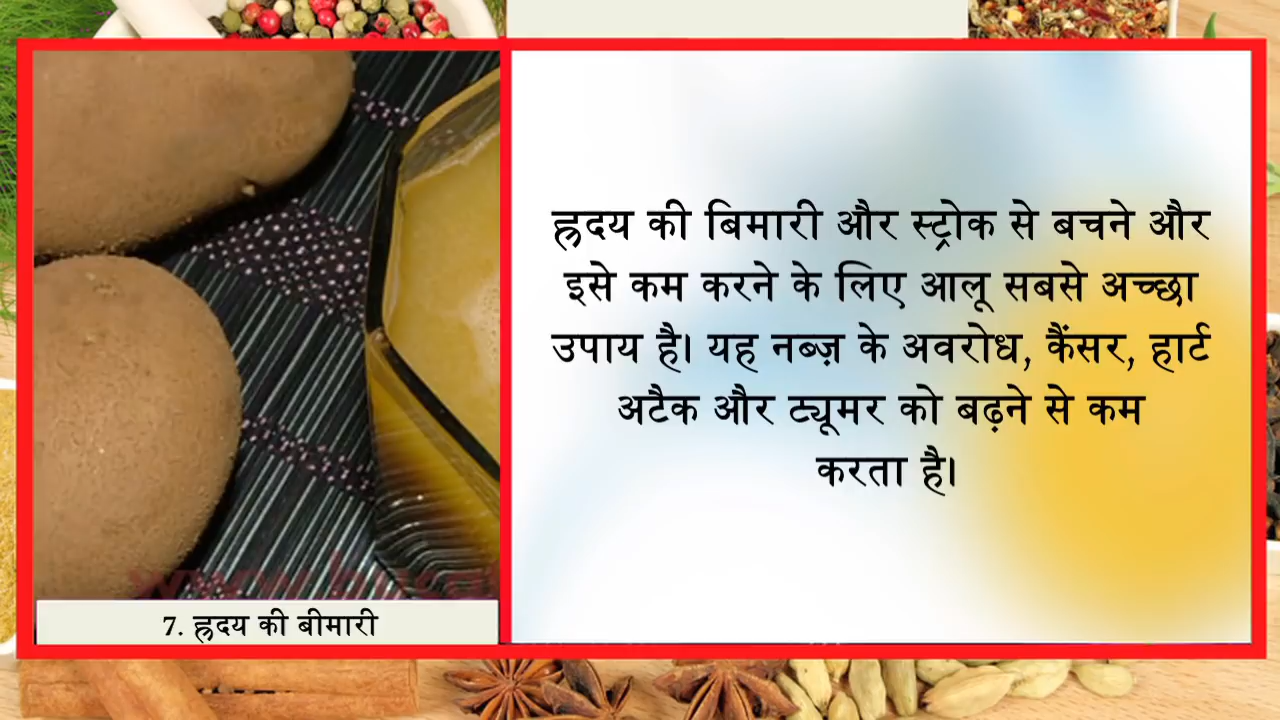 ह्रदय की बिमारी और स्ट्रोक से बचने और
इसे कम करने के लिए आलू सबसे अच्छा
उपाय है। यह नब्ज़ के अवरोध, कैंसर, हार्ट
अटैक और ट्यूमर को बढ़ने से कम
करता है।
7. ह्रदय की बीमारी